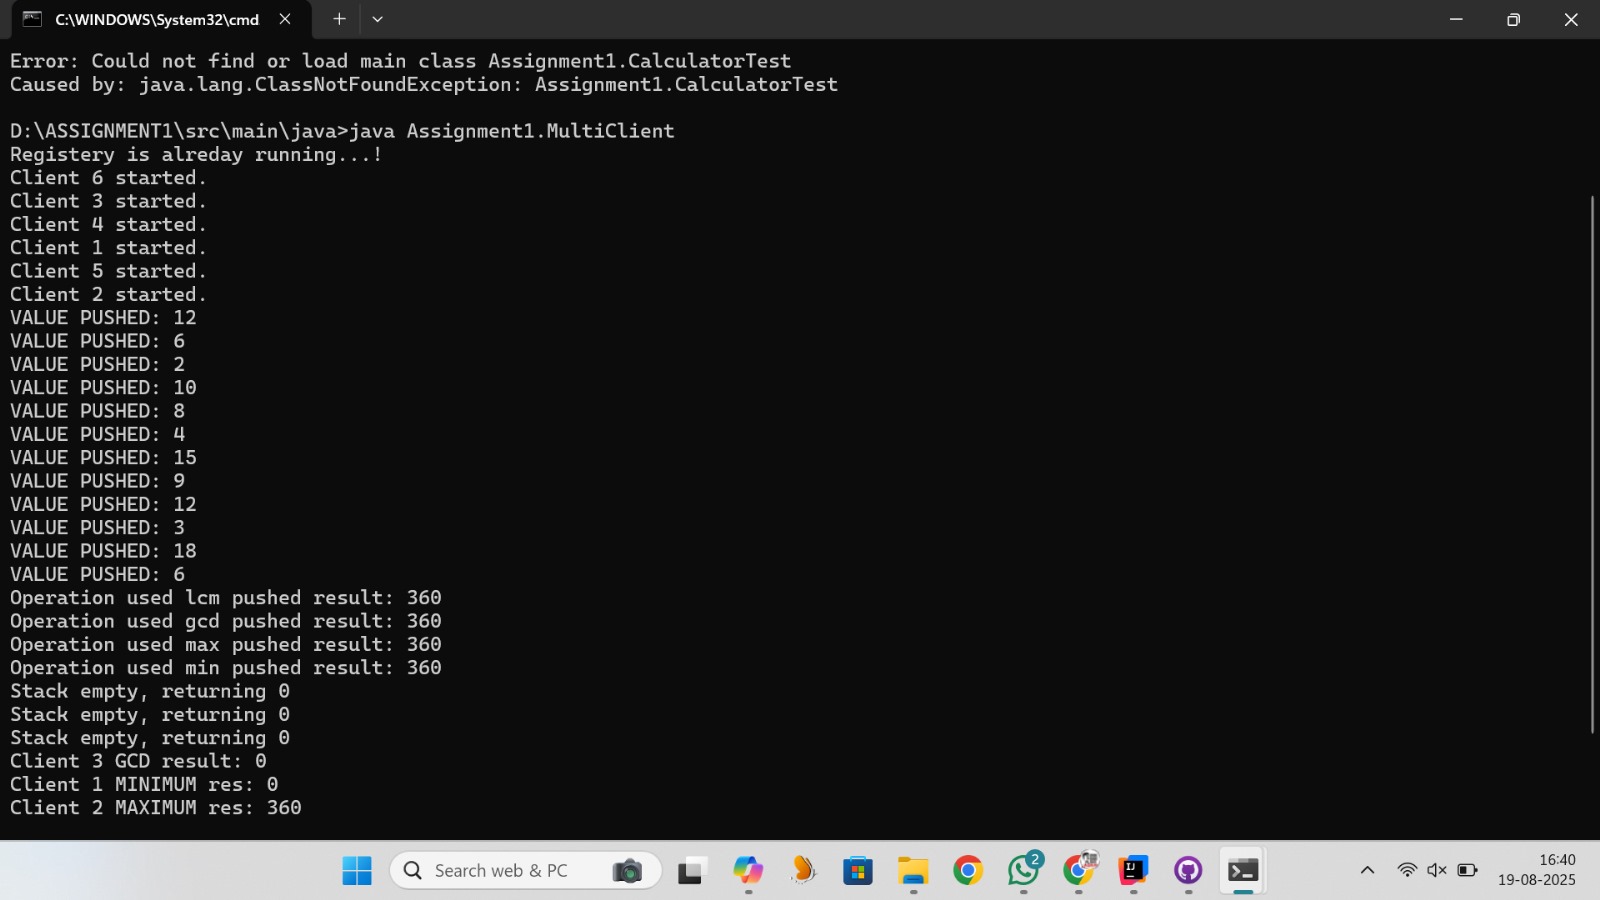 C:\WINDOWS\System32\cmd
Error: Could not find or load main class Assignment1.CalculatorTest
Caused by: java.lang.ClassNotFoundException: Assignment1.CalculatorTest
D:\ASSIGNMENT1\src\main\java>java Assignment1.MultiClient
Registery is alreday running...!
Client 6 started.
Client 3 started.
Client 4 started.
Client 1 started.
Client 5 started.
Client 2 started.
VALUE PUSHED: 12
VALUE PUSHED: 6
VALUE PUSHED: 2
VALUE PUSHED: 10
VALUE PUSHED: 8
VALUE PUSHED: 4
VALUE PUSHED: 15
VALUE PUSHED: 9
VALUE PUSHED: 12
VALUE PUSHED: 3
VALUE PUSHED: 18
VALUE PUSHED: 6
Operation used lcm pushed result: 360
Operation used gcd pushed result: 360
Operation used max pushed result: 360
Operation used min pushed result: 360
Stack empty, returning 0
Stack empty, returning 0
Stack empty, returning 0
Client 3 GCD result: 0
Client 1 MINIMUM res: 0
Client 2 MAXIMUM res: 360
Search web & PC
2
16:40
19-08-2025